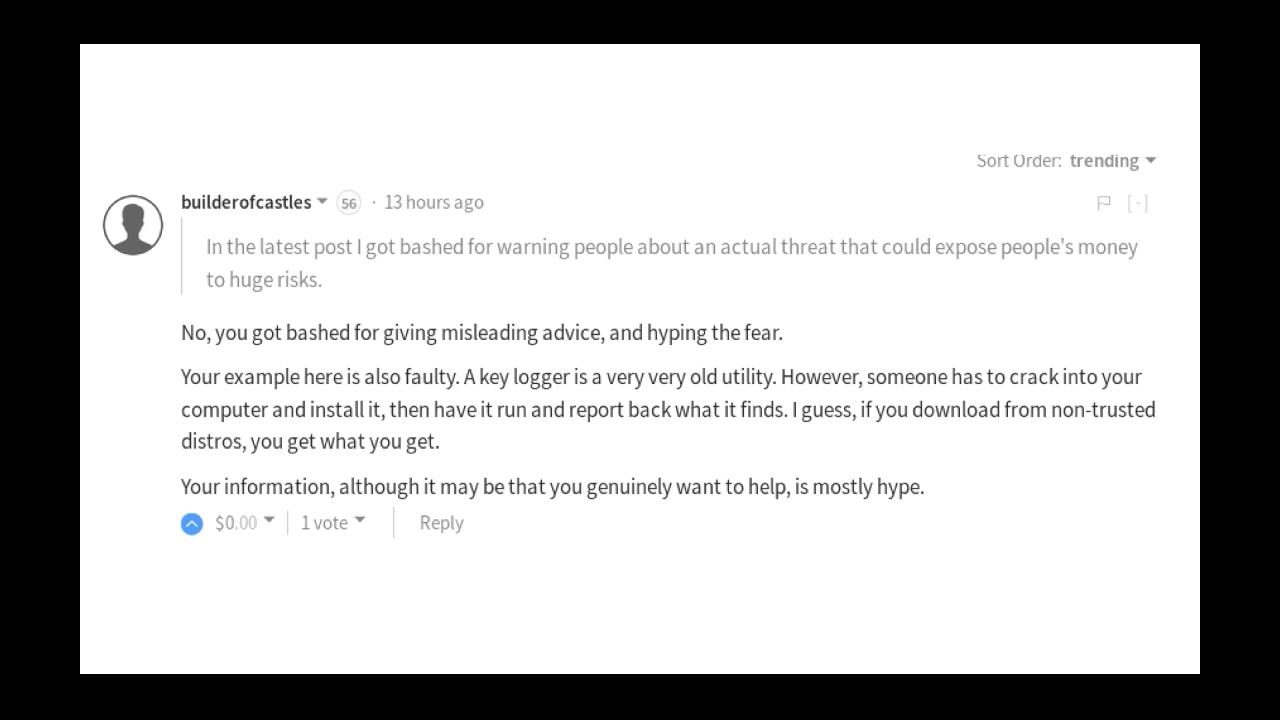 Sort Order: trending
builderofcastles 56 · 13 hours ago [-]
In the latest post I got bashed for warning people about an actual threat that could expose people's money
to huge risks.
No, you got bashed for giving misleading advice, and hyping the fear.
Your example here is also faulty. A key logger is a very very old utility. However, someone has to crack into your
computer and install it, then have it run and report back what it finds. I guess, if you download from non-trusted
distros, you get what you get.
Your information, although it may be that you genuinely want to help, is mostly hype.
$0.00 1 vote Reply